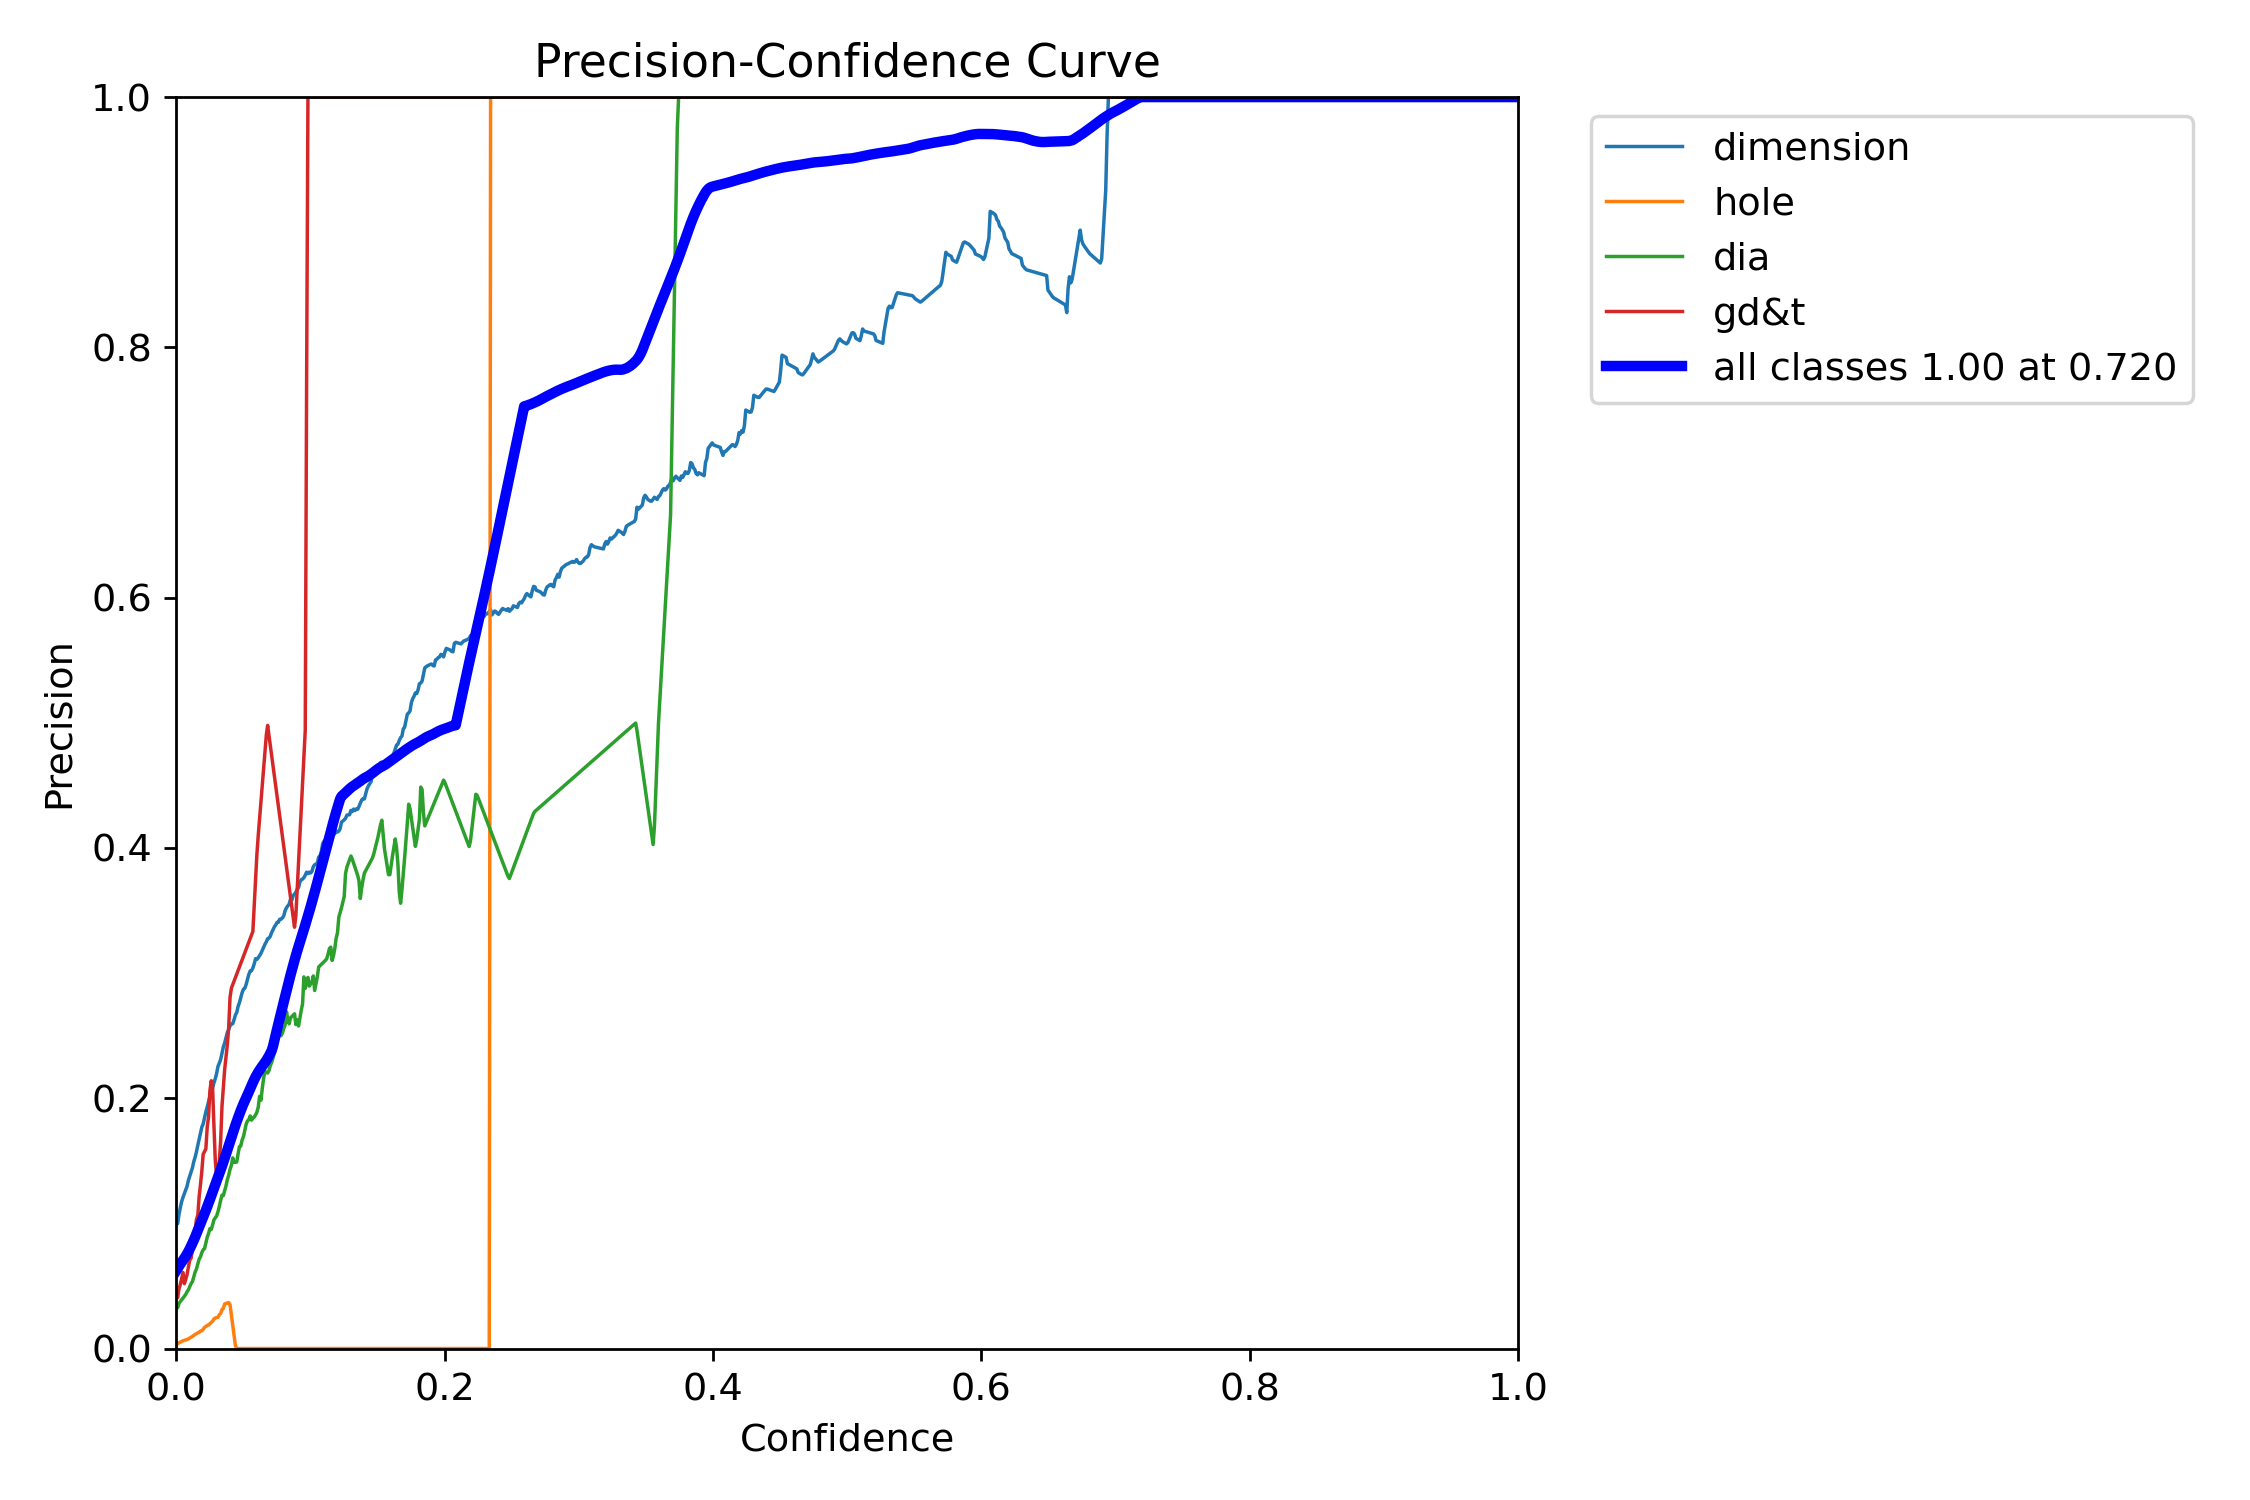 Precision-Confidence Curve
1.0
0.8
0.6
0.4
0.2
0.0
Precision
0.0 0.2 0.4 0.6 0.8 1.0
Confidence
dimension
hole
dia
gd&t
all classes 1.00 at 0.720